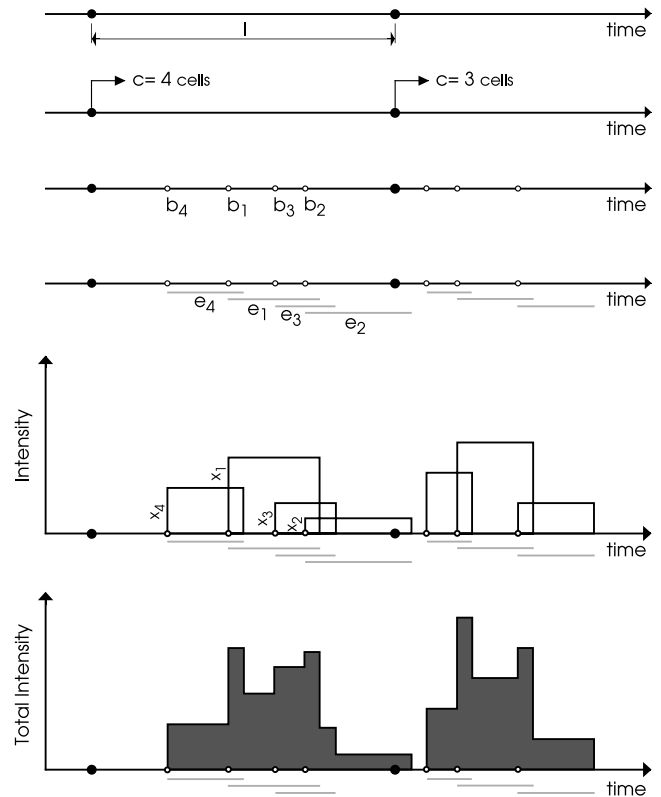 I
time
c= 4 cells
c= 3 cells
time
b4 b1 b3 b2
time
e4 e1 e3 e2
time
Intensity
x4 x1 x3 x2
time
Total Intensity
time